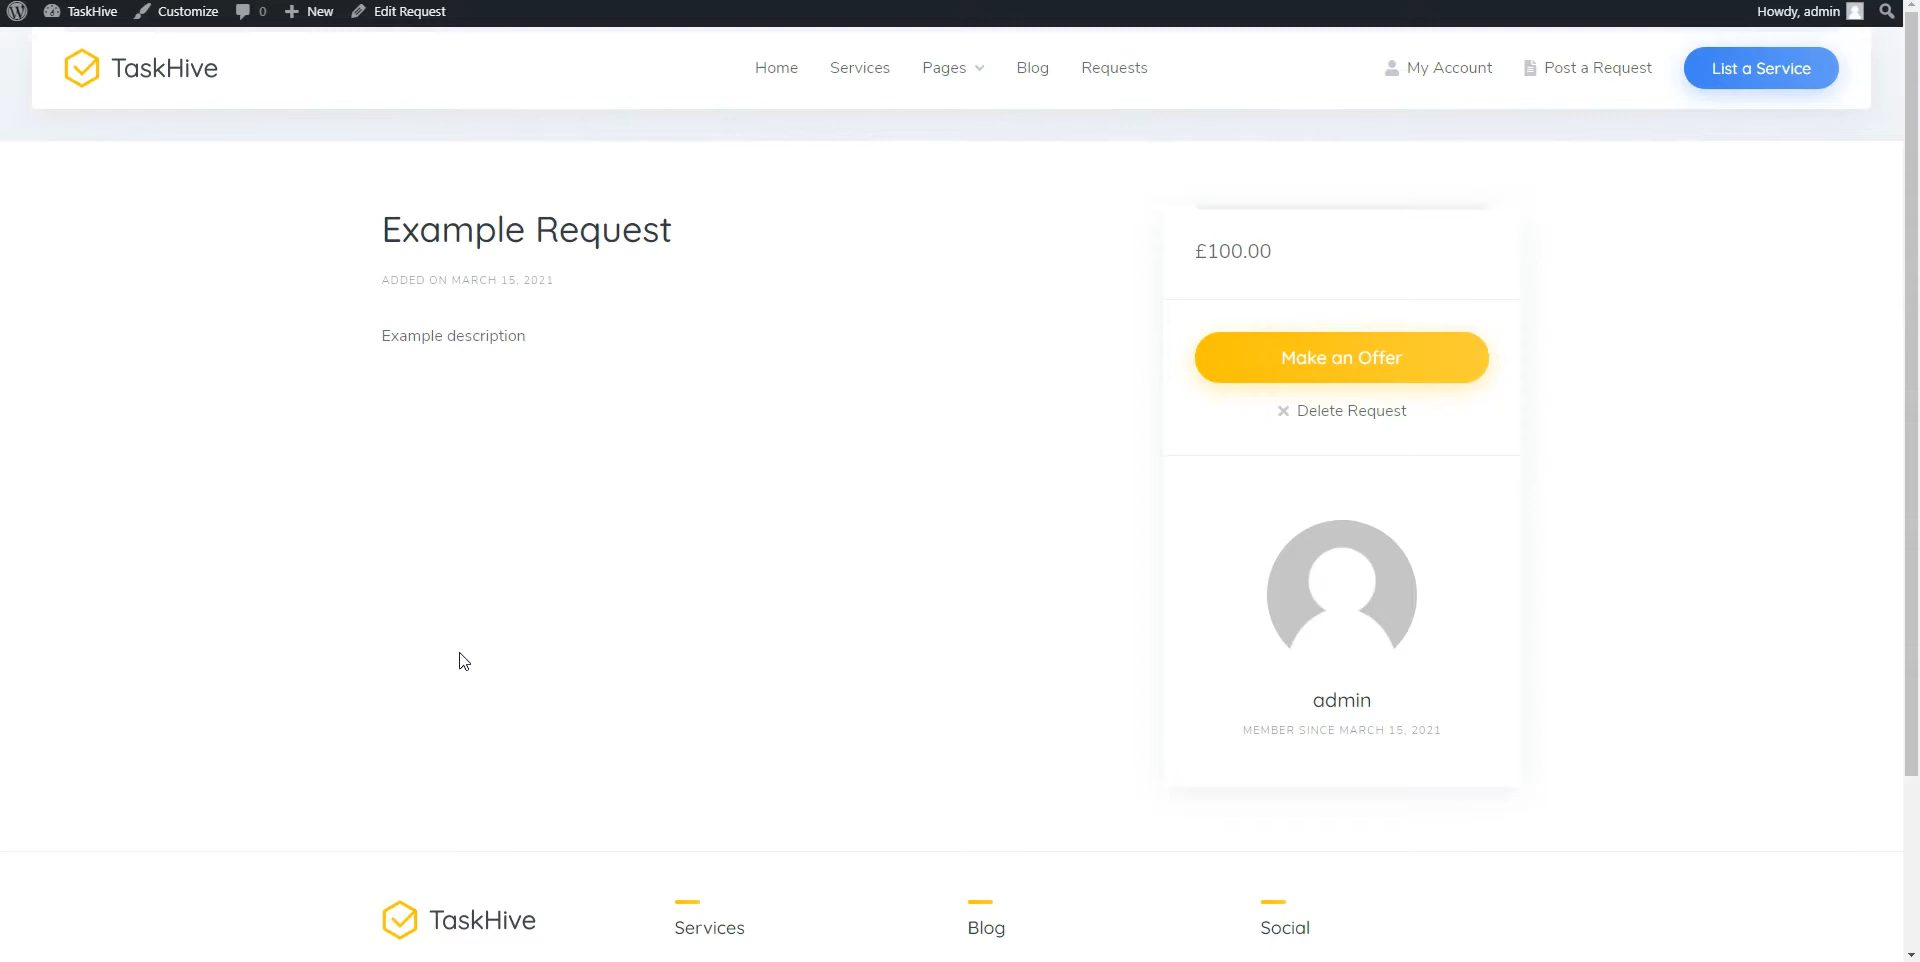 TaskHive Customize 0 New Edit Request Howdy, admin
TaskHive Home Services Pages Blog Requests My Account Post a Request List a Service
Example Request
ADDED ON MARCH 15, 2021
Example description
£100.00
Make an Offer
Delete Request
admin
MEMBER SINCE MARCH 15, 2021
TaskHive Services Blog Social